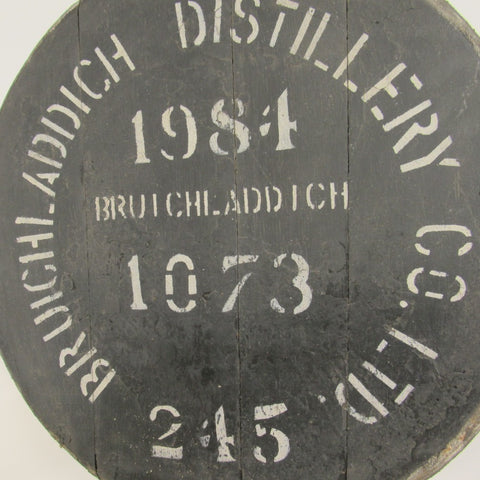 BRUICHLADDICH DISTILLERY CO. LTD.
1984
BRUICHLADDICH
1073
245